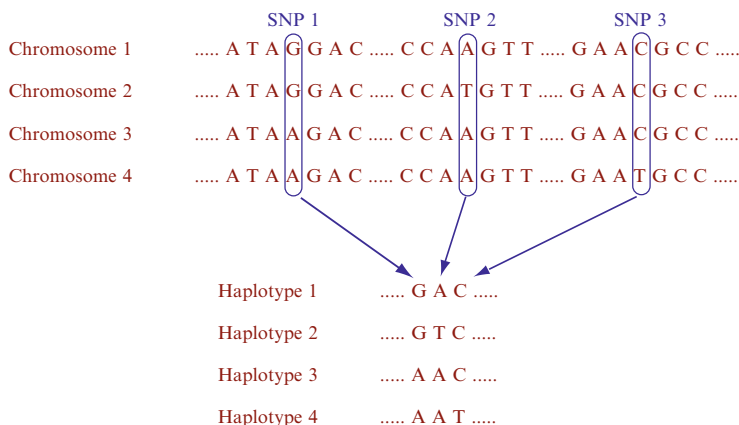 SNP 1 SNP 2 SNP 3
Chromosome 1 ..... A T A G G A C ..... C C A A G T T ..... G A A C G C C .....
Chromosome 2 ..... A T A G G A C ..... C C A T G T T ..... G A A C G C C .....
Chromosome 3 ..... A T A A G A C ..... C C A A G T T ..... G A A C G C C .....
Chromosome 4 ..... A T A A G A C ..... C C A A G T T ..... G A A T G C C .....
Haplotype 1 ..... G A C .....
Haplotype 2 ..... G T C .....
Haplotype 3 ..... A A C .....
Haplotype 4 ..... A A T .....